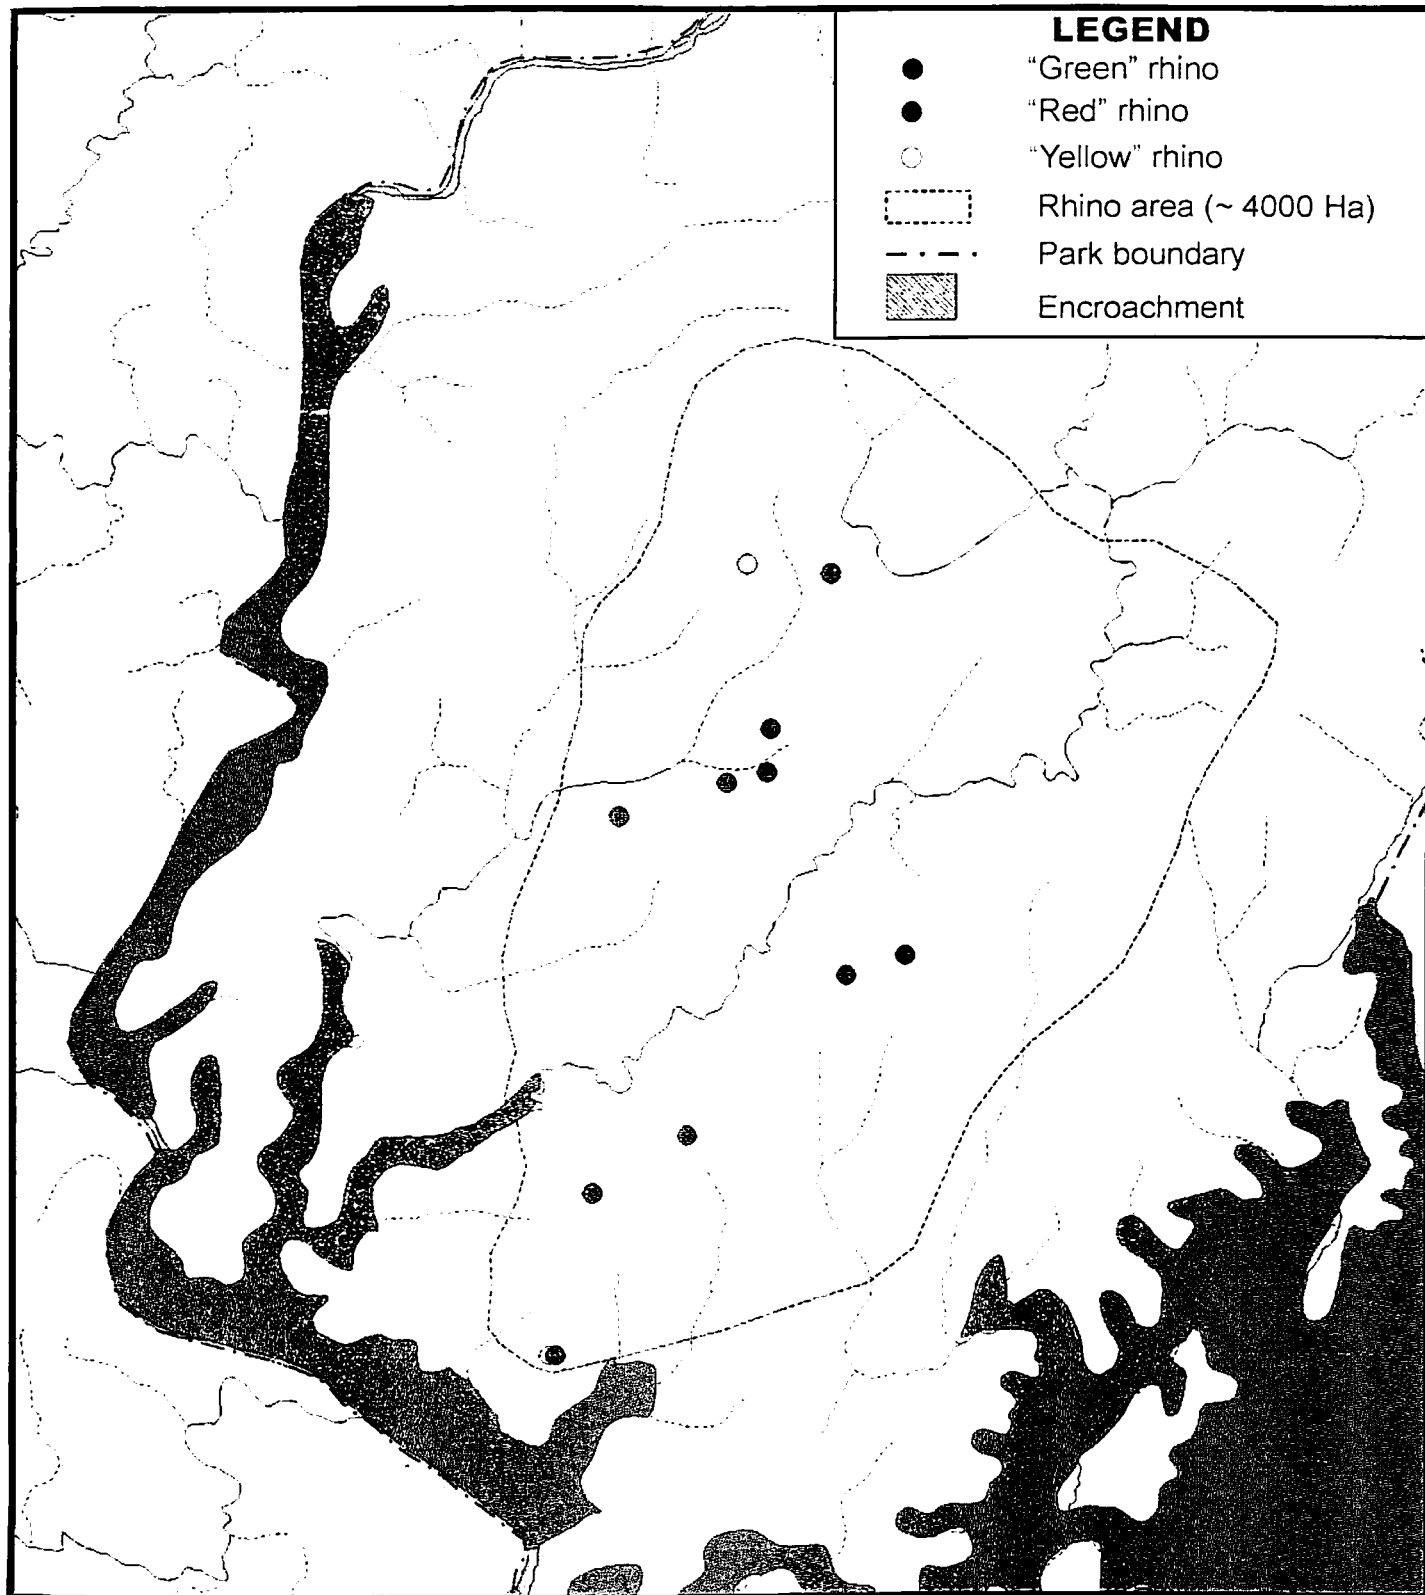 LEGEND
"Green" rhino
"Red" rhino
"Yellow" rhino
Rhino area (~ 4000 Ha)
Park boundary
Encroachment